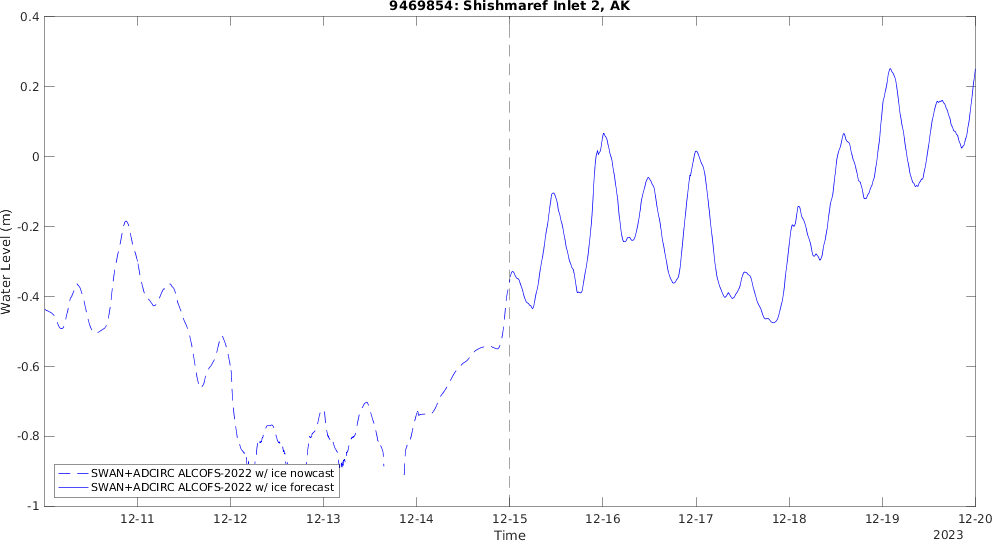 9469854: Shishmaref Inlet 2, AK
0.4
0.2
0
-0.2
-0.4
-0.6
-0.8
-1
Water Level (m)
SWAN+ADCIRC ALCOFS-2022 w/ ice nowcast
SWAN+ADCIRC ALCOFS-2022 w/ ice forecast
12-11 12-12 12-13 12-14 12-15 12-16 12-17 12-18 12-19 12-20
Time
2023